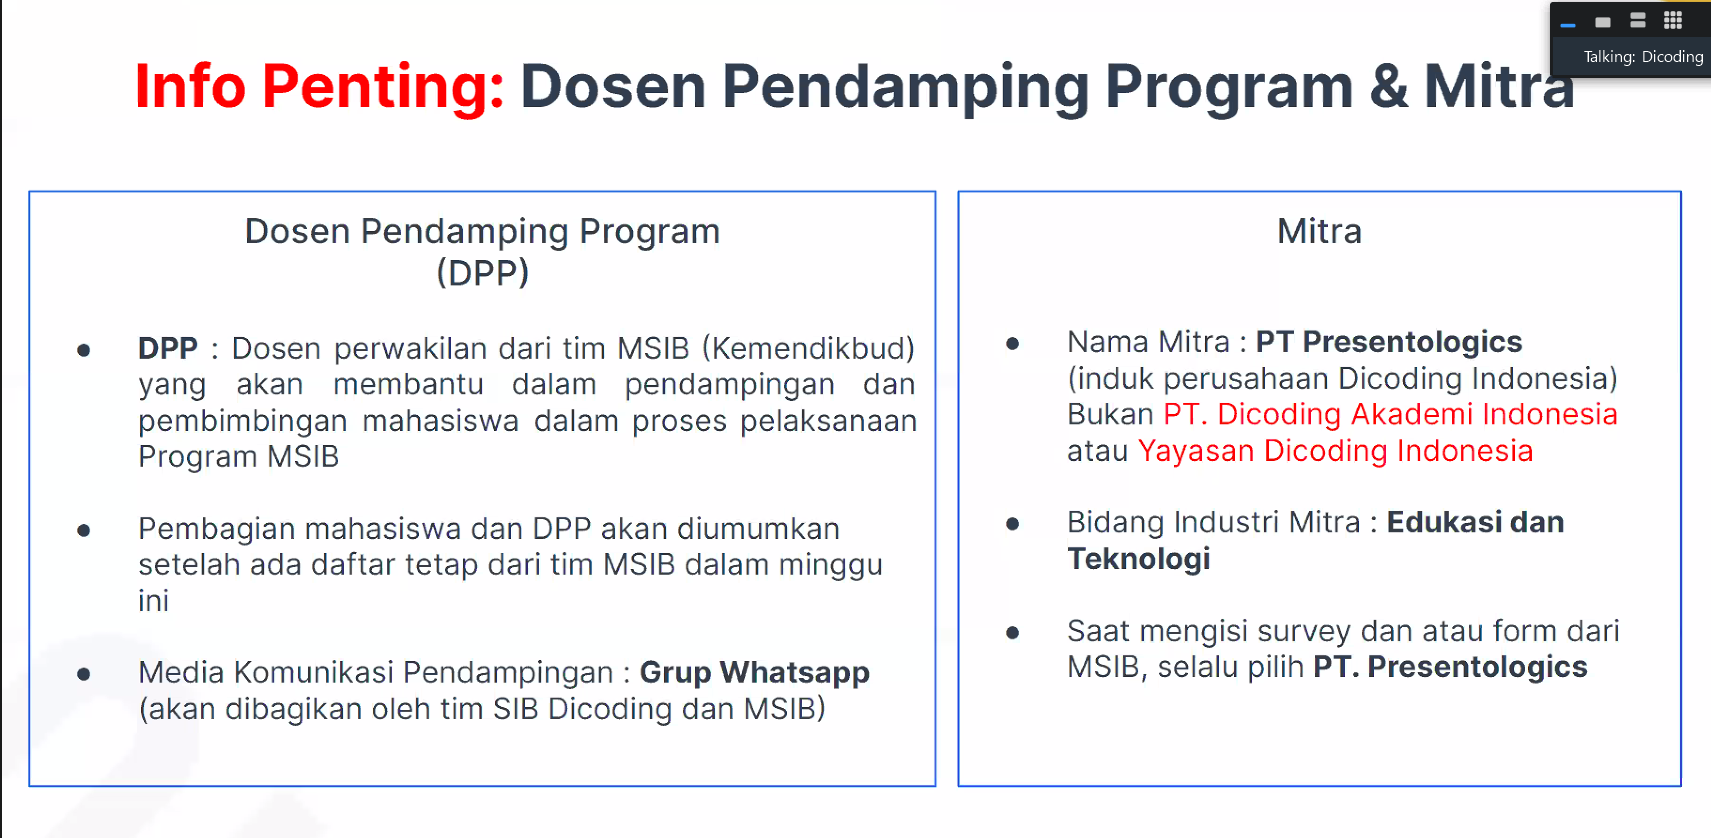 Talking: Dicoding
Info Penting: Dosen Pendamping Program & Mitra
Dosen Pendamping Program
(DPP)
● DPP : Dosen perwakilan dari tim MSIB (Kemendikbud)
yang akan membantu dalam pendampingan dan
pembimbingan mahasiswa dalam proses pelaksanaan
Program MSIB
● Pembagian mahasiswa dan DPP akan diumumkan
setelah ada daftar tetap dari tim MSIB dalam minggu
ini
● Media Komunikasi Pendampingan : Grup Whatsapp
(akan dibagikan oleh tim SIB Dicoding dan MSIB)
Mitra
● Nama Mitra : PT Presentologics
(induk perusahaan Dicoding Indonesia)
Bukan PT. Dicoding Akademi Indonesia
atau Yayasan Dicoding Indonesia
● Bidang Industri Mitra : Edukasi dan
Teknologi
● Saat mengisi survey dan atau form dari
MSIB, selalu pilih PT. Presentologics